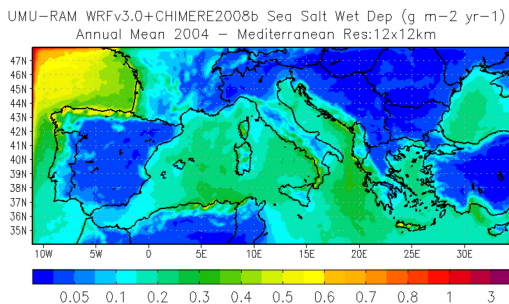 UMU-RAM WRFv3.0+CHIMERE2008b Sea Salt Wet Dep (g m-2 yr-1)
Annual Mean 2004 - Mediterranean Res:12x12km
47N
46N
45N
44N
43N
42N
41N
40N
39N
38N
37N
36N
35N
10W 5W 0 5E 10E 15E 20E 25E 30E
0.05 0.1 0.2 0.3 0.4 0.5 0.6 0.7 0.8 1 3